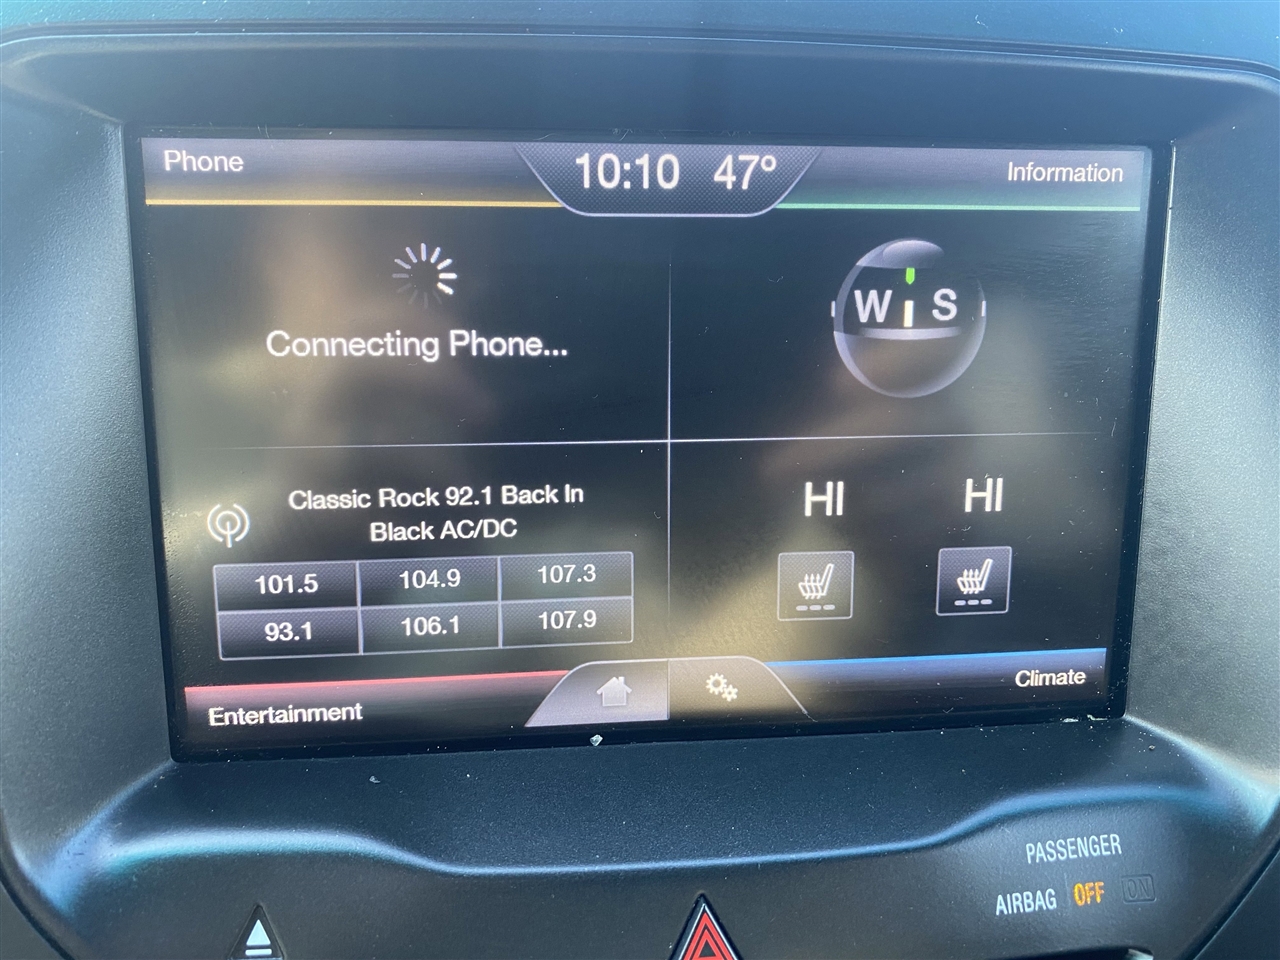 Phone
10:10 47°
Information
Connecting Phone...
W S
Classic Rock 92.1 Back In
Black AC/DC
101.5 104.9 107.3
93.1 106.1 107.9
HI HI
Entertainment
Climate
PASSENGER
AIRBAG OFF ON